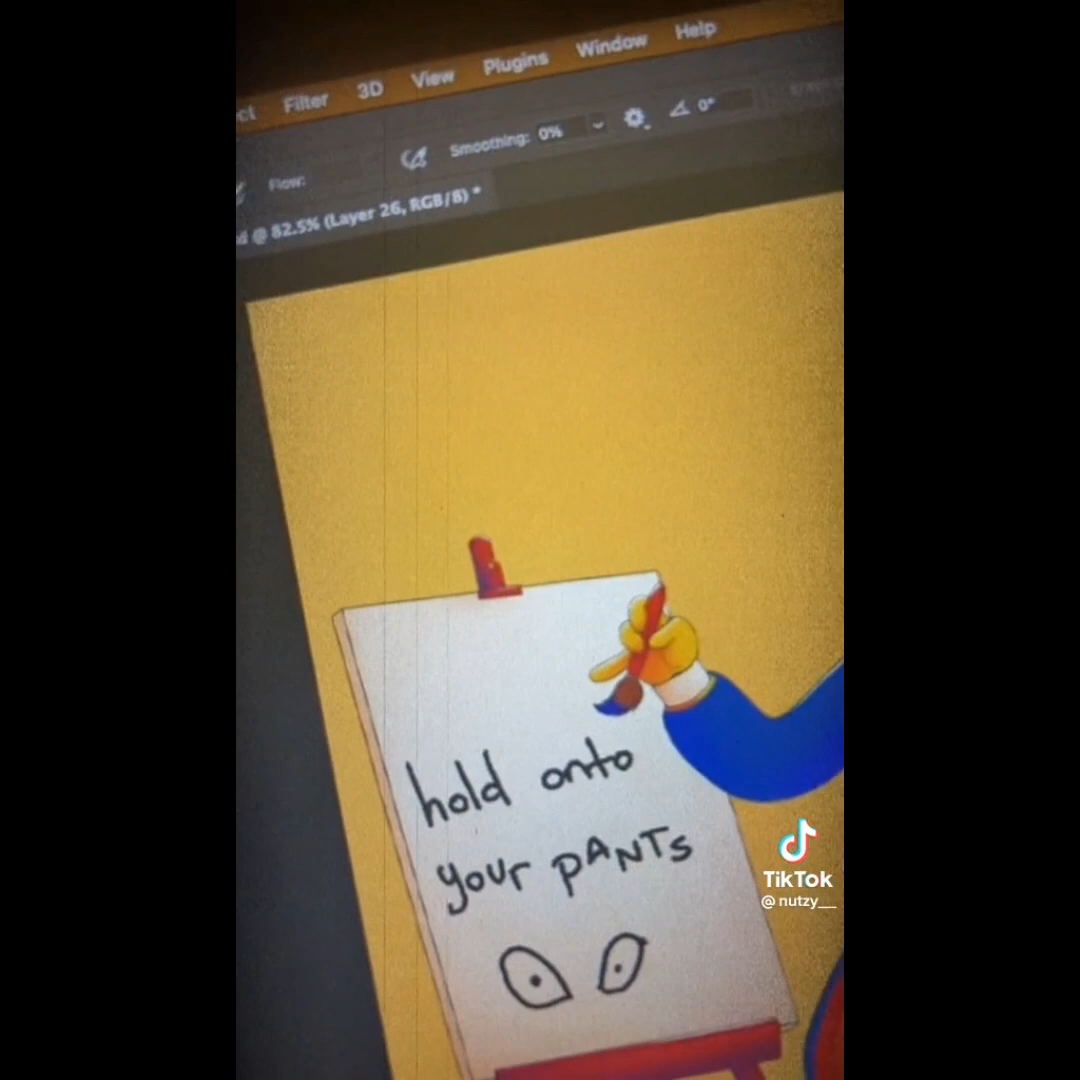 Filter 3D View Plugins Window Help
Flow:
Smoothing: 0%
0°
@ 82.5% (Layer 26, RGB/8) *
hold onto
your pANTs
TikTok
@nutzy__